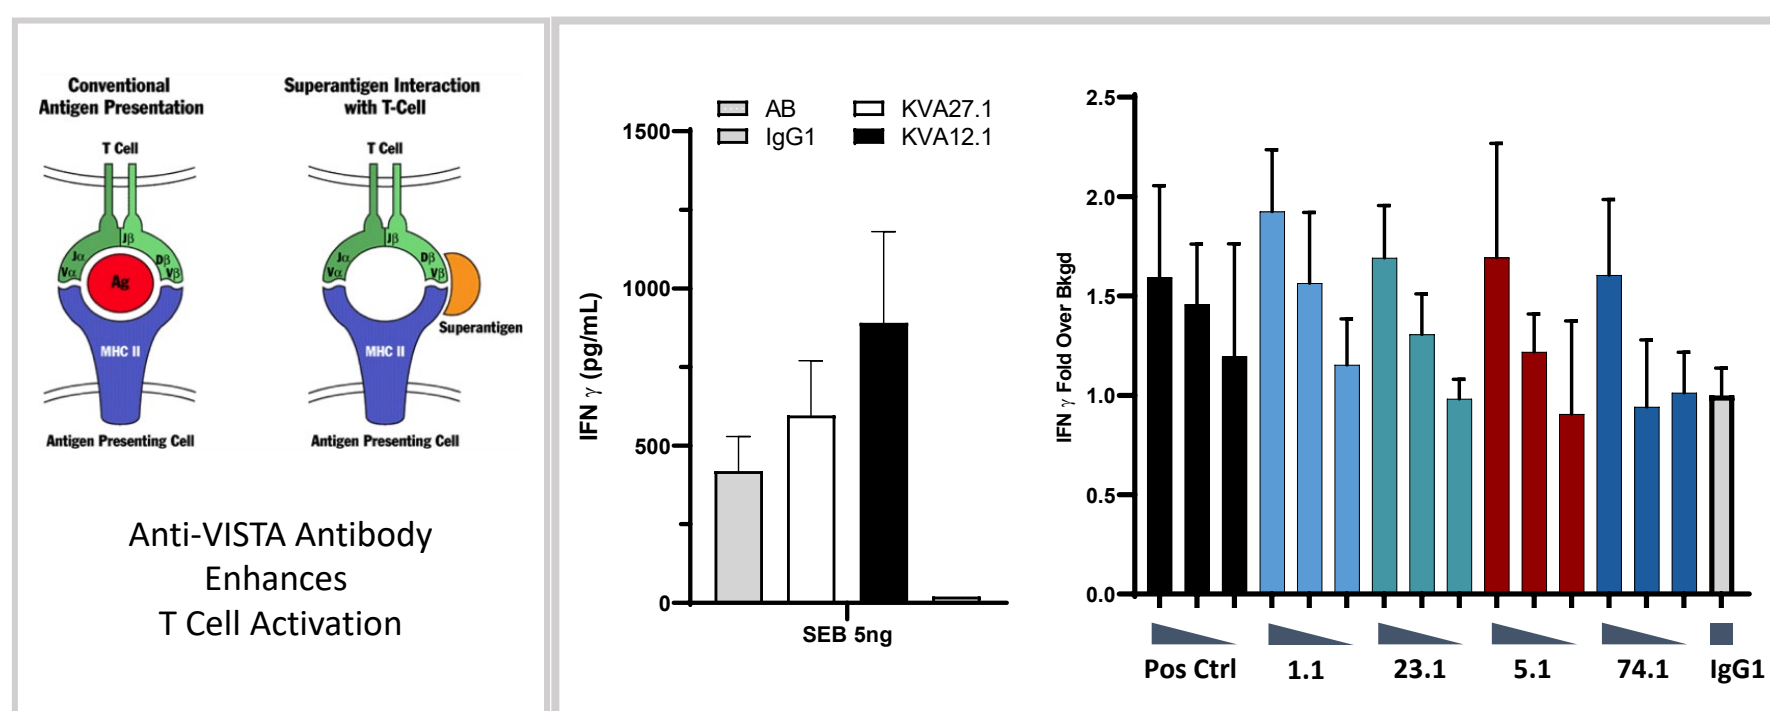 Conventional
Antigen Presentation
T Cell
Jβ
Jα
Dβ
Vα
Vβ
Ag
MHC II
Antigen Presenting Cell
Superantigen Interaction
with T-Cell
T Cell
Jβ
Jα
Dβ
Vα
Vβ
Superantigen
MHC II
Antigen Presenting Cell
Anti-VISTA Antibody
Enhances
T Cell Activation
AB
IgG1
KVA27.1
KVA12.1
IFN γ (pg/mL)
1500
1000
500
0
SEB 5ng
IFN γ Fold Over Bkgd
2.5
2.0
1.5
1.0
0.5
0.0
Pos Ctrl
1.1
23.1
5.1
74.1
IgG1